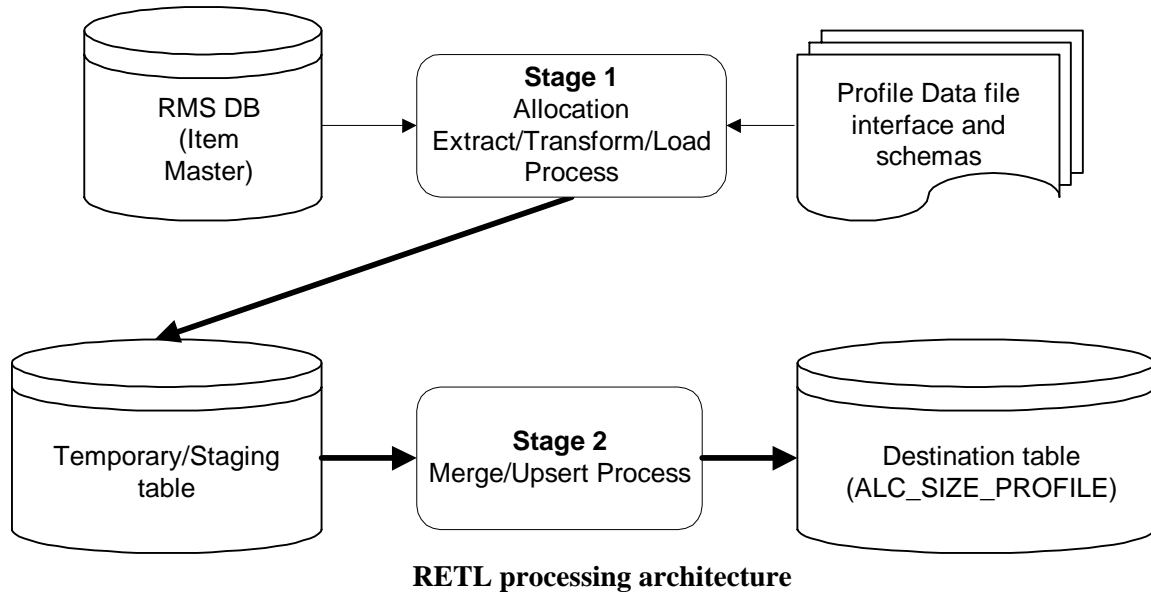 RMS DB
(Item
Master)
Stage 1
Allocation
Extract/Transform/Load
Process
Profile Data file
interface and
schemas
Temporary/Staging
table
Stage 2
Merge/Upsert Process
Destination table
(ALC_SIZE_PROFILE)
RETL processing architecture